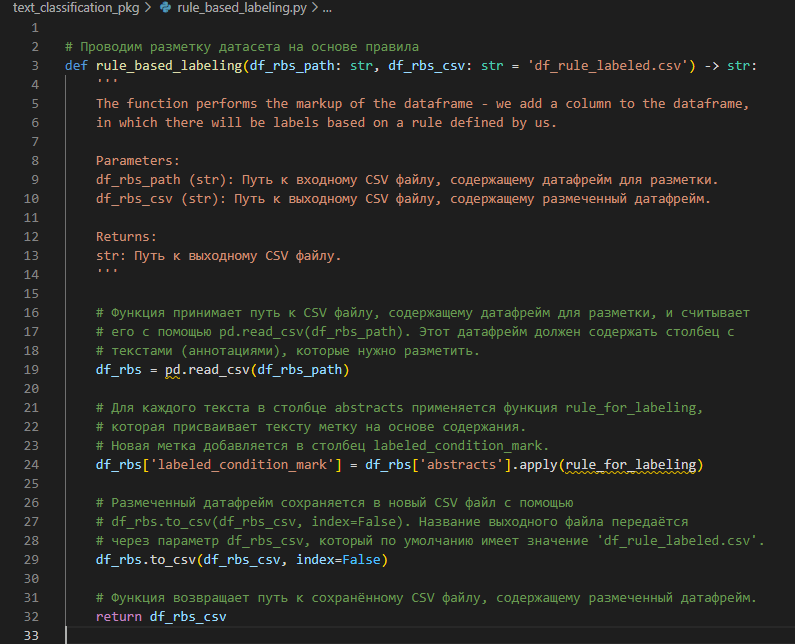 text_classification_pkg > rule_based_labeling.py > ...
1
2 # Проводим разметку датасета на основе правила
3 def rule_based_labeling(df_rbs_path: str, df_rbs_csv: str = 'df_rule_labeled.csv') -> str:
4 '''
5 The function performs the markup of the dataframe - we add a column to the dataframe,
6 in which there will be labels based on a rule defined by us.
7
8 Parameters:
9 df_rbs_path (str): Путь к входному CSV файлу, содержащему датафрейм для разметки.
10 df_rbs_csv (str): Путь к выходному CSV файлу, содержащему размеченный датафрейм.
11
12 Returns:
13 str: Путь к выходному CSV файлу.
14 '''
15
16 # Функция принимает путь к CSV файлу, содержащему датафрейм для разметки, и считывает
17 # его с помощью pd.read_csv(df_rbs_path). Этот датафрейм должен содержать столбец с
18 # текстами (аннотациями), которые нужно разметить.
19 df_rbs = pd.read_csv(df_rbs_path)
20
21 # Для каждого текста в столбце abstracts применяется функция rule_for_labeling,
22 # которая присваивает тексту метку на основе содержания.
23 # Новая метка добавляется в столбец labeled_condition_mark.
24 df_rbs['labeled_condition_mark'] = df_rbs['abstracts'].apply(rule_for_labeling)
25
26 # Размеченный датафрейм сохраняется в новый CSV файл с помощью
27 # df_rbs.to_csv(df_rbs_csv, index=False). Название выходного файла передаётся
28 # через параметр df_rbs_csv, который по умолчанию имеет значение 'df_rule_labeled.csv'.
29 df_rbs.to_csv(df_rbs_csv, index=False)
30
31 # Функция возвращает путь к сохранённому CSV файлу, содержащему размеченный датафрейм.
32 return df_rbs_csv
33